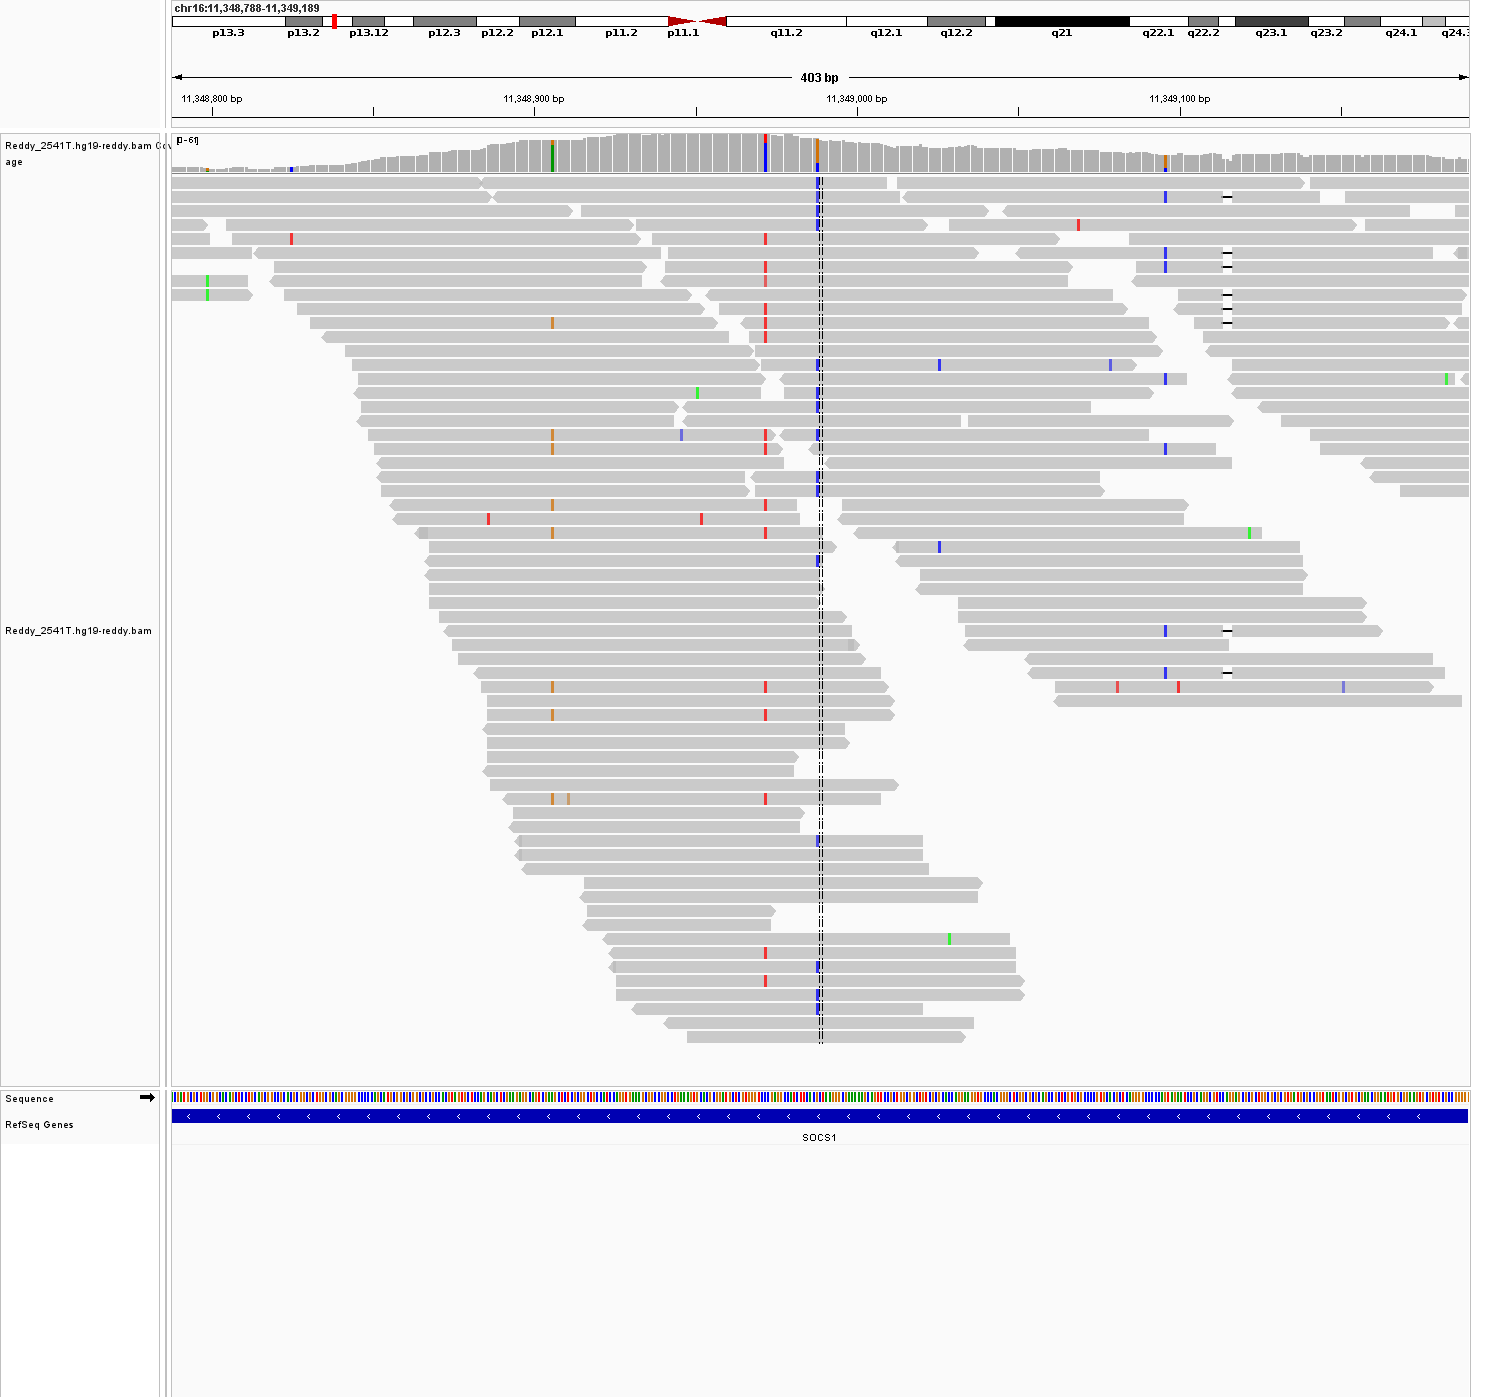 chr16:11,348,788-11,349,189
p13.3 p13.2 p13.12 p12.3 p12.2 p12.1 p11.2 p11.1 q11.2 q12.1 q12.2 q21 q22.1 q22.2 q23.1 q23.2 q24.1 q24.3
403 bp
11,348,800 bp 11,348,900 bp 11,349,000 bp 11,349,100 bp
[0-61]
Reddy_2541T.hg19-reddy.bam Cov
age
Reddy_2541T.hg19-reddy.bam
Sequence
RefSeq Genes
SOCS1